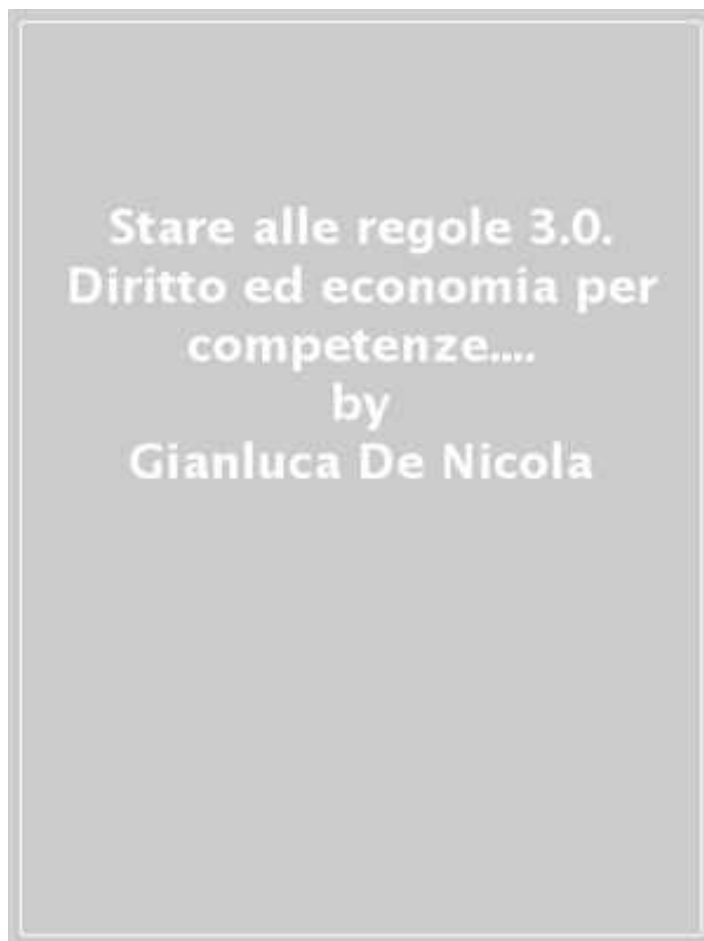 Stare alle regole 3.0.
Diritto ed economia per
competenze....
by
Gianluca De Nicola